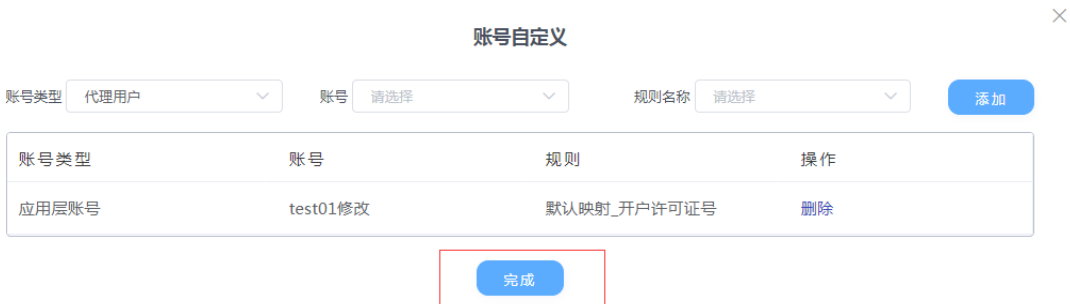 账号自定义
账号类型 代理用户 账号 请选择 规则名称 请选择 添加
账号类型 账号 规则 操作
应用层账号 test01修改 默认映射_开户许可证号 删除
完成